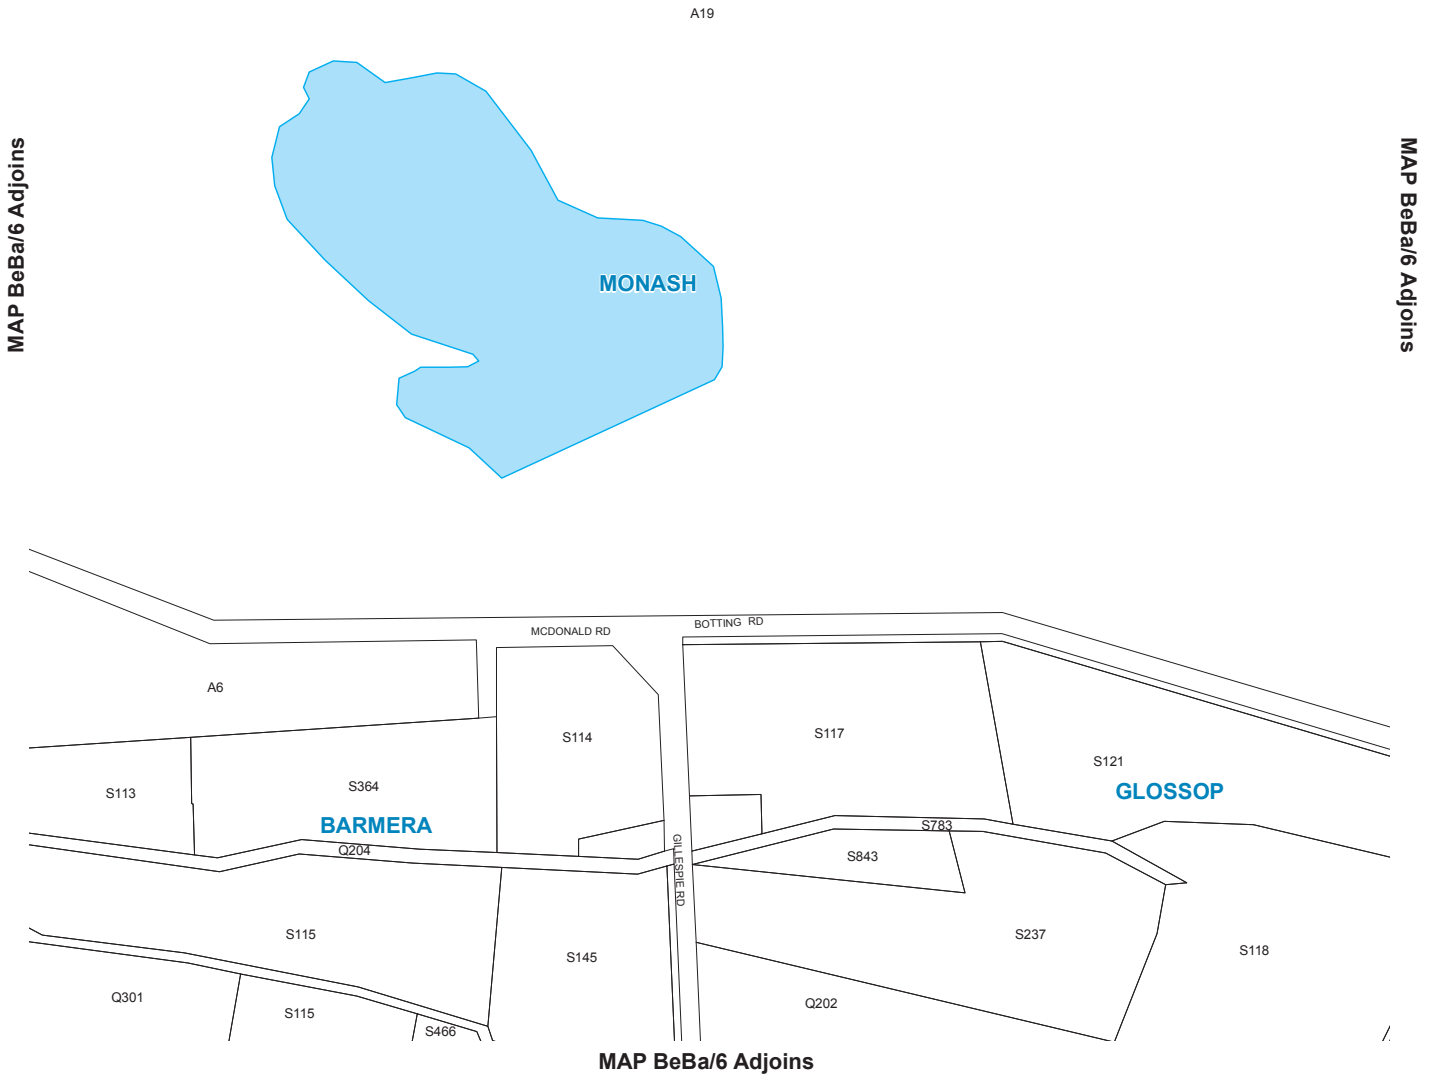 A19
MAP BeBa/6 Adjoins
MAP BeBa/6 Adjoins
MONASH
MCDONALD RD
BOTTING RD
A6
S114
S117
S121
S113
S364
GLOSSOP
BARMERA
S783
Q204
S843
GILLESPIE RD
S115
S145
S237
S118
Q301
S115
S466
Q202
MAP BeBa/6 Adjoins